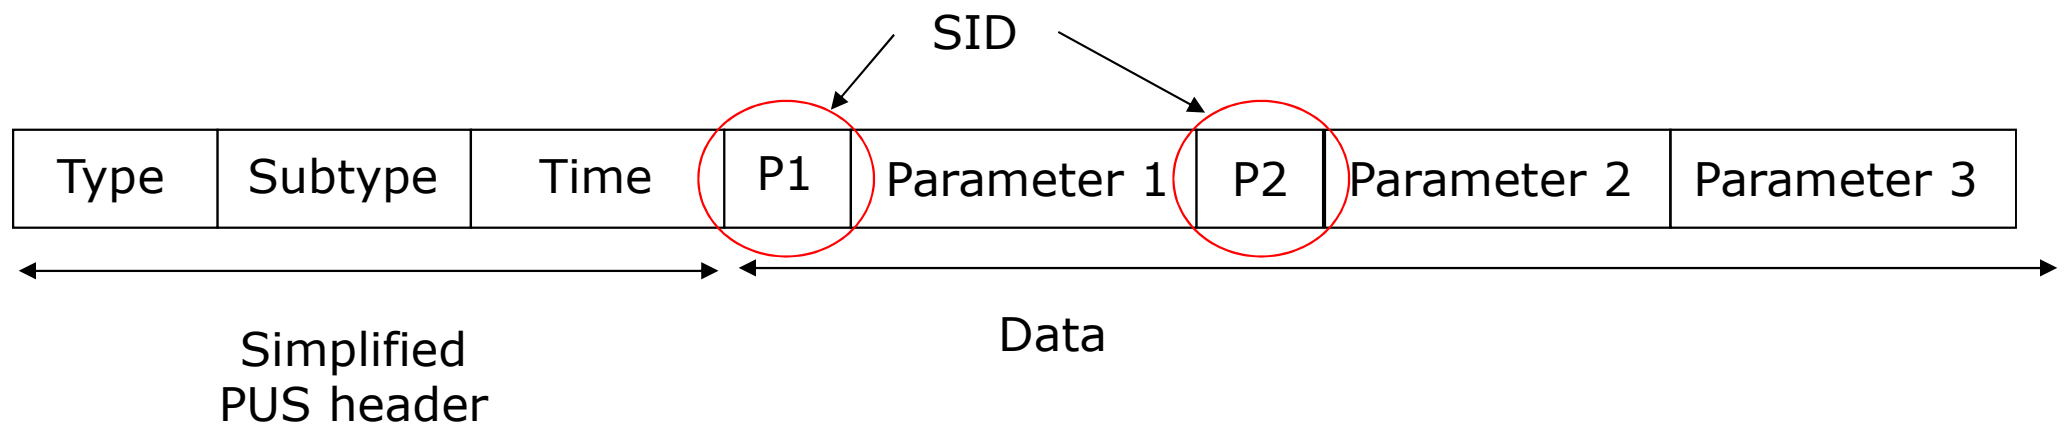 SID
Type Subtype Time P1 Parameter 1 P2 Parameter 2 Parameter 3
Simplified
PUS header
Data